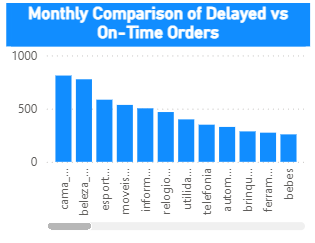 Monthly Comparison of Delayed vs
On-Time Orders
1000
500
0
cama_...
beleza_...
esport...
moveis...
inform...
relogio...
utilida...
telefonia
autom...
brinqu...
ferram...
bebes